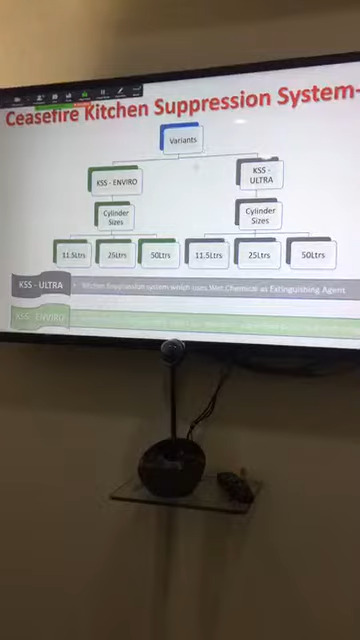 Ceasefire Kitchen Suppression System-
Variants
KSS - ENVIRO
KSS -
ULTRA
Cylinder
Sizes
Cylinder
Sizes
11.5Ltrs
25Ltrs
50Ltrs
11.5Ltrs
25Ltrs
50Ltrs
KSS - ULTRA
• Kitchen Suppression system which uses Wet Chemical as Extinguishing Agent
KSS - ENVIRO